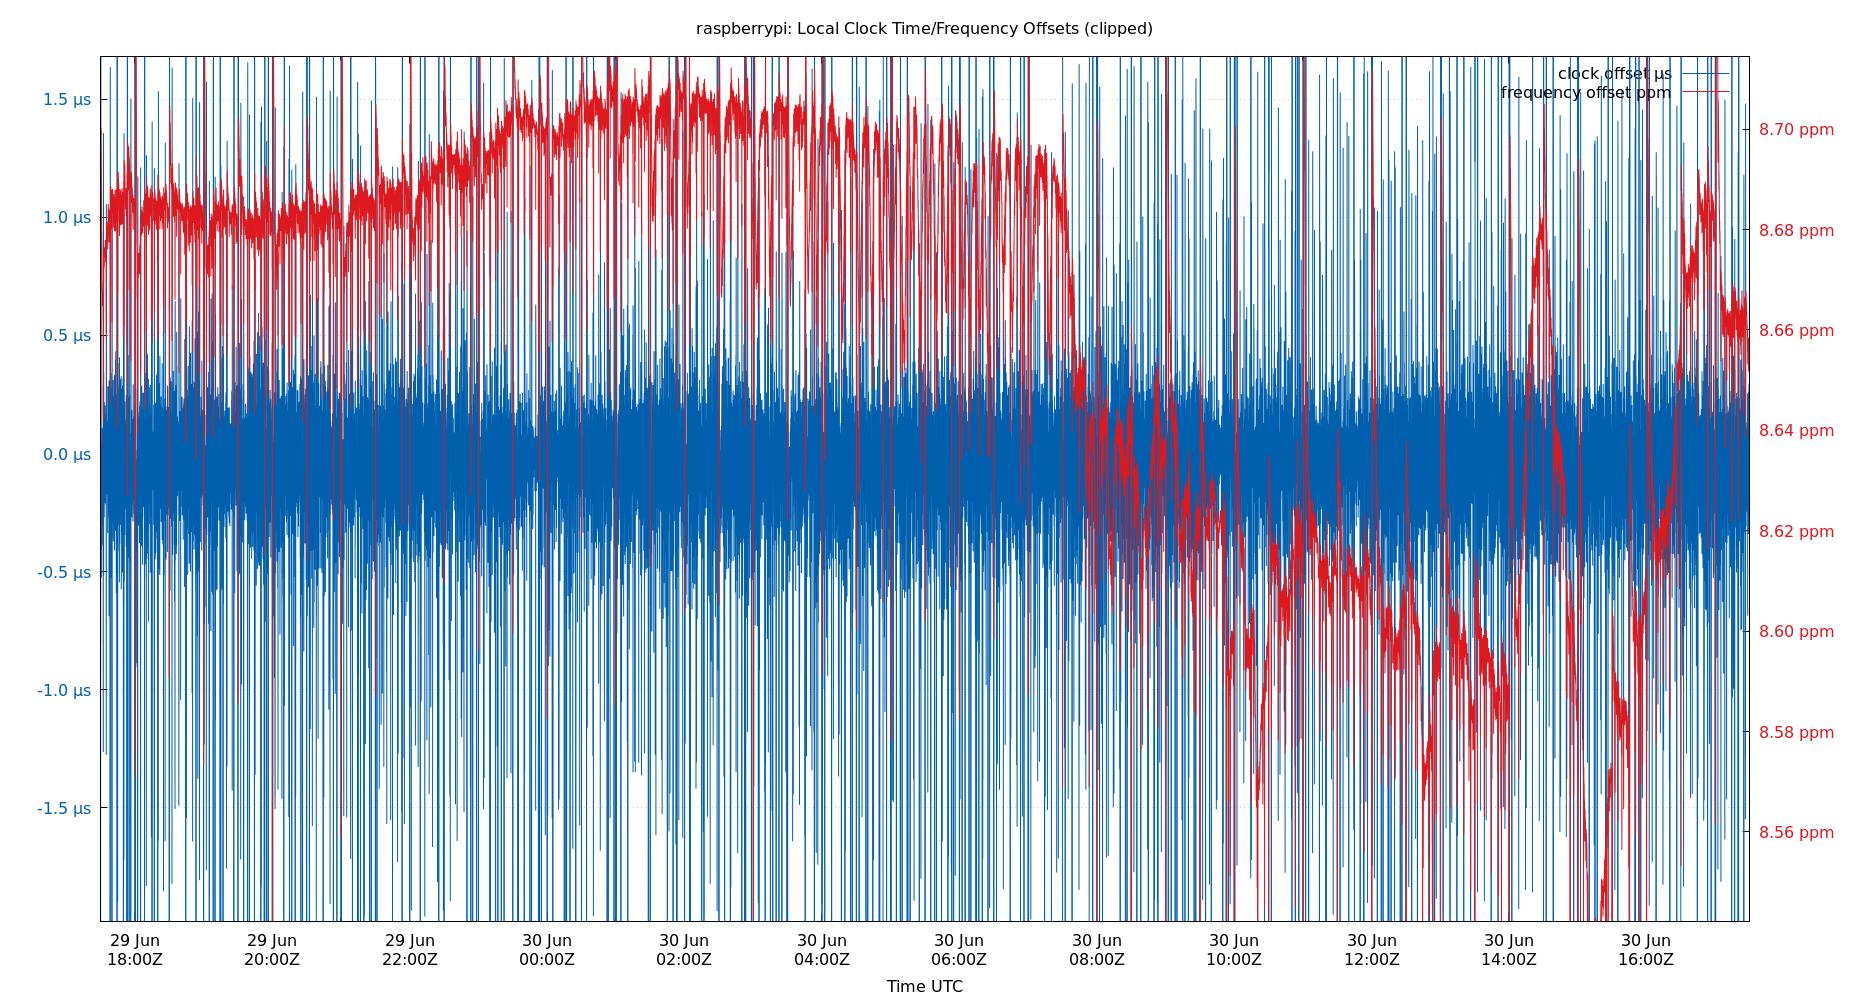 raspberrypi: Local Clock Time/Frequency Offsets (clipped)
clock offset µs
frequency offset ppm
1.5 µs
1.0 µs
0.5 µs
0.0 µs
-0.5 µs
-1.0 µs
-1.5 µs
8.70 ppm
8.68 ppm
8.66 ppm
8.64 ppm
8.62 ppm
8.60 ppm
8.58 ppm
8.56 ppm
29 Jun 29 Jun 29 Jun 30 Jun 30 Jun 30 Jun 30 Jun 30 Jun 30 Jun 30 Jun 30 Jun 30 Jun
18:00Z 20:00Z 22:00Z 00:00Z 02:00Z 04:00Z 06:00Z 08:00Z 10:00Z 12:00Z 14:00Z 16:00Z
Time UTC